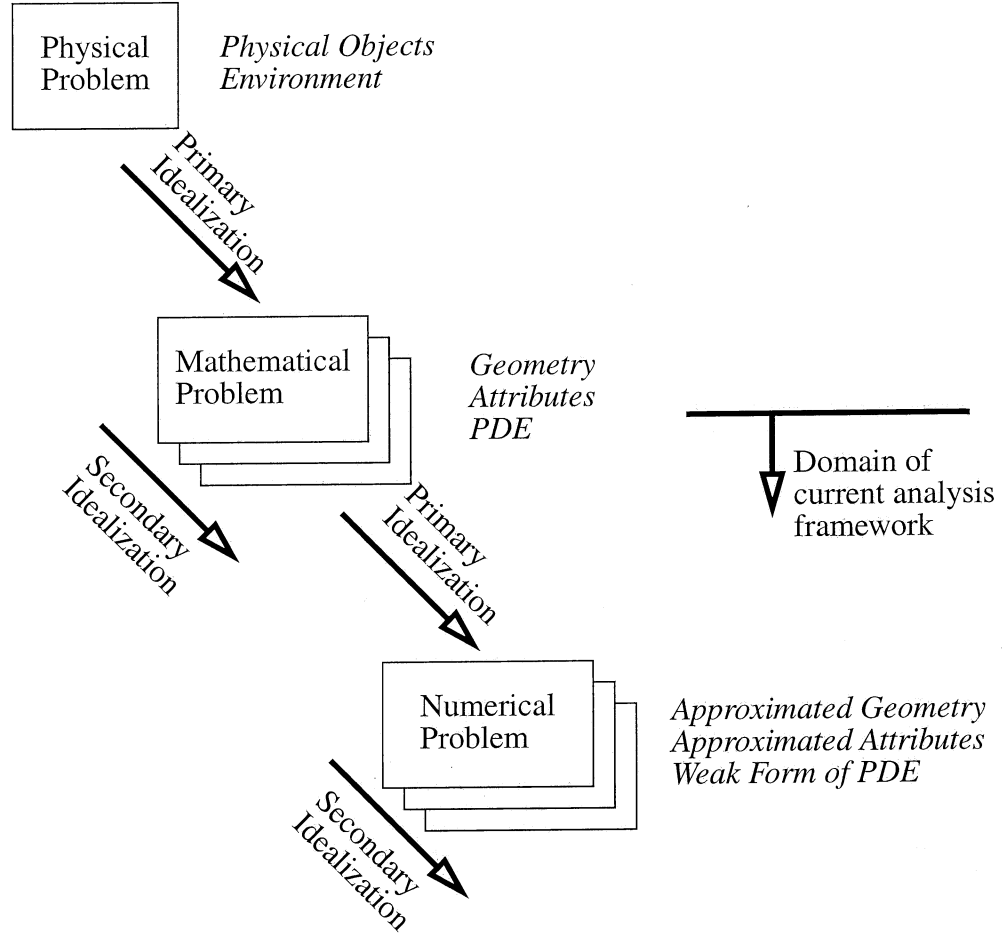 Physical
Problem
Physical Objects
Environment
Primary
Idealization
Mathematical
Problem
Geometry
Attributes
PDE
Domain of
current analysis
framework
Secondary
Idealization
Primary
Idealization
Numerical
Problem
Approximated Geometry
Approximated Attributes
Weak Form of PDE
Secondary
Idealization